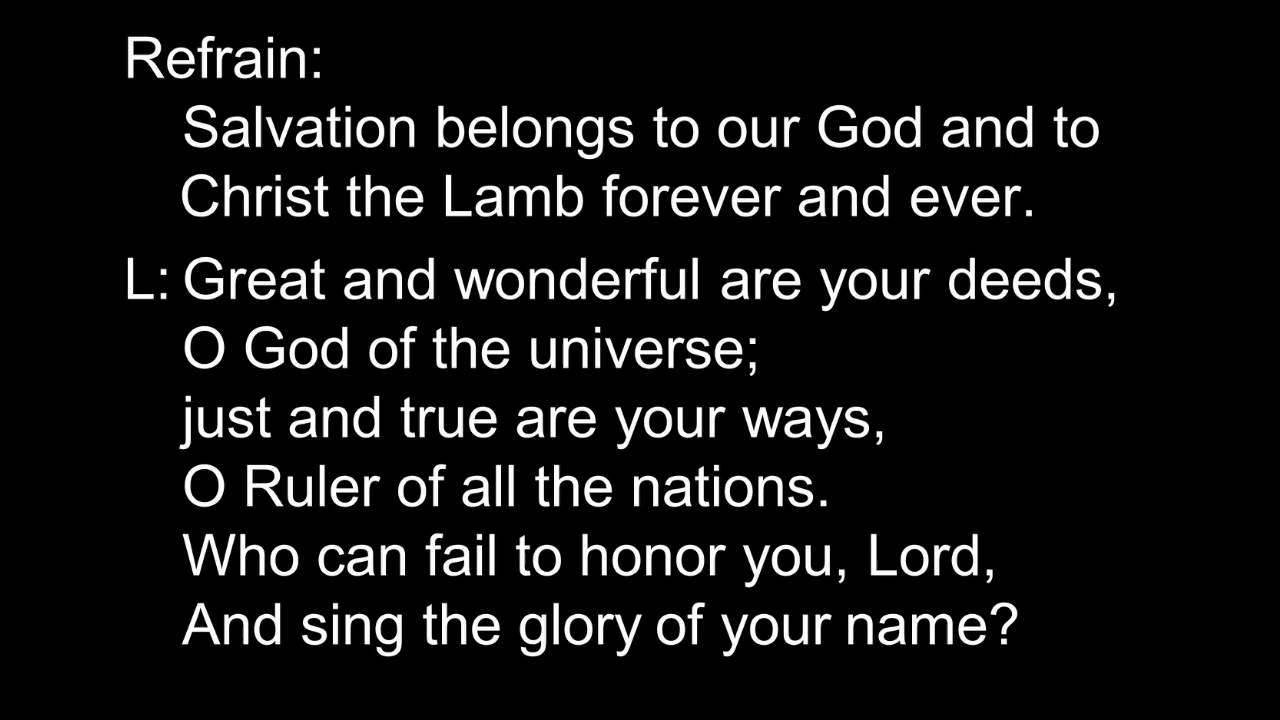 Refrain:
Salvation belongs to our God and to
Christ the Lamb forever and ever.
L: Great and wonderful are your deeds,
O God of the universe;
just and true are your ways,
O Ruler of all the nations.
Who can fail to honor you, Lord,
And sing the glory of your name?